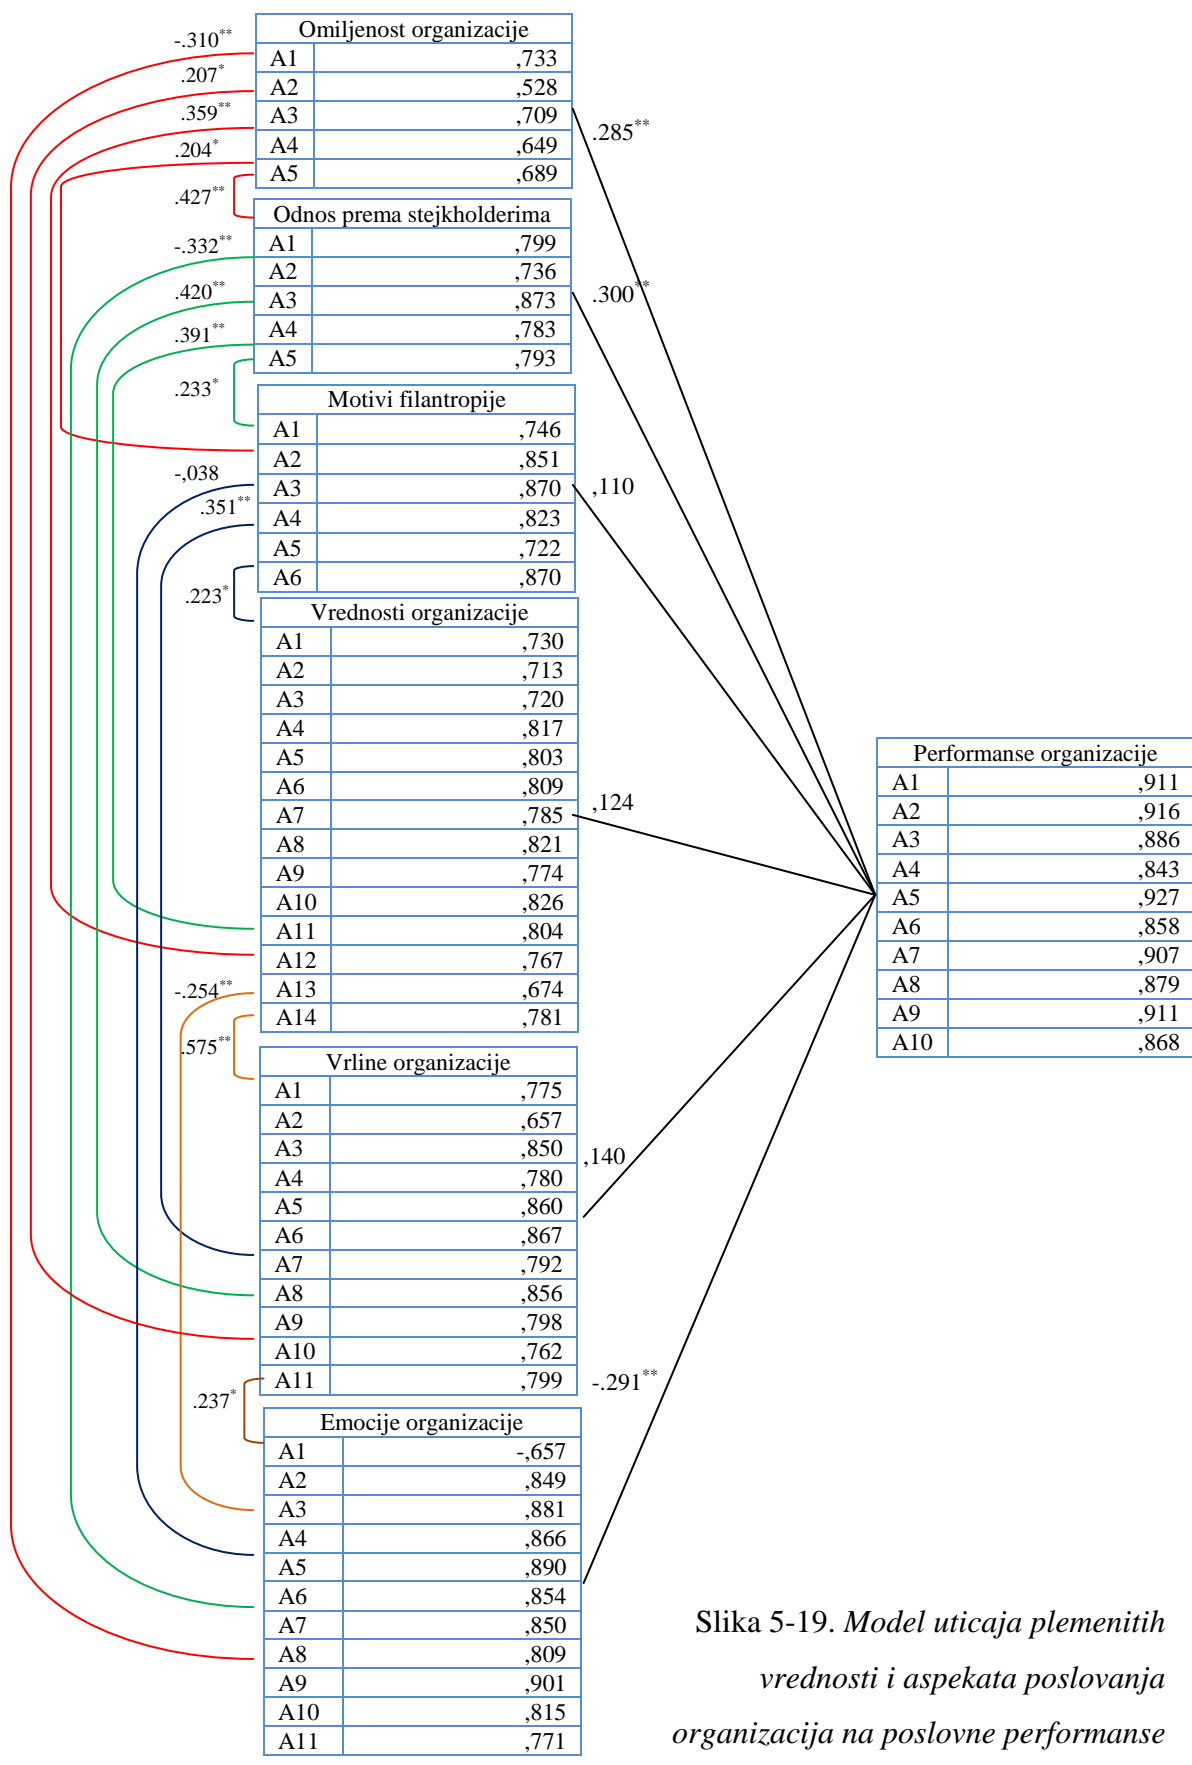 -.310**
.207*
.359**
.204*
.427**
Omiljenost organizacije
A1 ,733
A2 ,528
A3 ,709
A4 ,649
A5 ,689
.285**
-.332**
.420**
.391**
.233*
Odnos prema stejkholderima
A1 ,799
A2 ,736
A3 ,873
A4 ,783
A5 ,793
.300**
Motivi filantropije
A1 ,746
A2 ,851
A3 ,870
A4 ,823
A5 ,722
A6 ,870
-,038
.351**
.223*
,110
Vrednosti organizacije
A1 ,730
A2 ,713
A3 ,720
A4 ,817
A5 ,803
A6 ,809
A7 ,785
A8 ,821
A9 ,774
A10 ,826
A11 ,804
A12 ,767
A13 ,674
A14 ,781
,124
-.254**
.575**
Vrline organizacije
A1 ,775
A2 ,657
A3 ,850
A4 ,780
A5 ,860
A6 ,867
A7 ,792
A8 ,856
A9 ,798
A10 ,762
A11 ,799
,140
.237*
-.291**
Emocije organizacije
A1 -,657
A2 ,849
A3 ,881
A4 ,866
A5 ,890
A6 ,854
A7 ,850
A8 ,809
A9 ,901
A10 ,815
A11 ,771
Performanse organizacije
A1 ,911
A2 ,916
A3 ,886
A4 ,843
A5 ,927
A6 ,858
A7 ,907
A8 ,879
A9 ,911
A10 ,868
Slika 5-19. Model uticaja plemenitih
vrednosti i aspekata poslovanja
organizacija na poslovne performanse